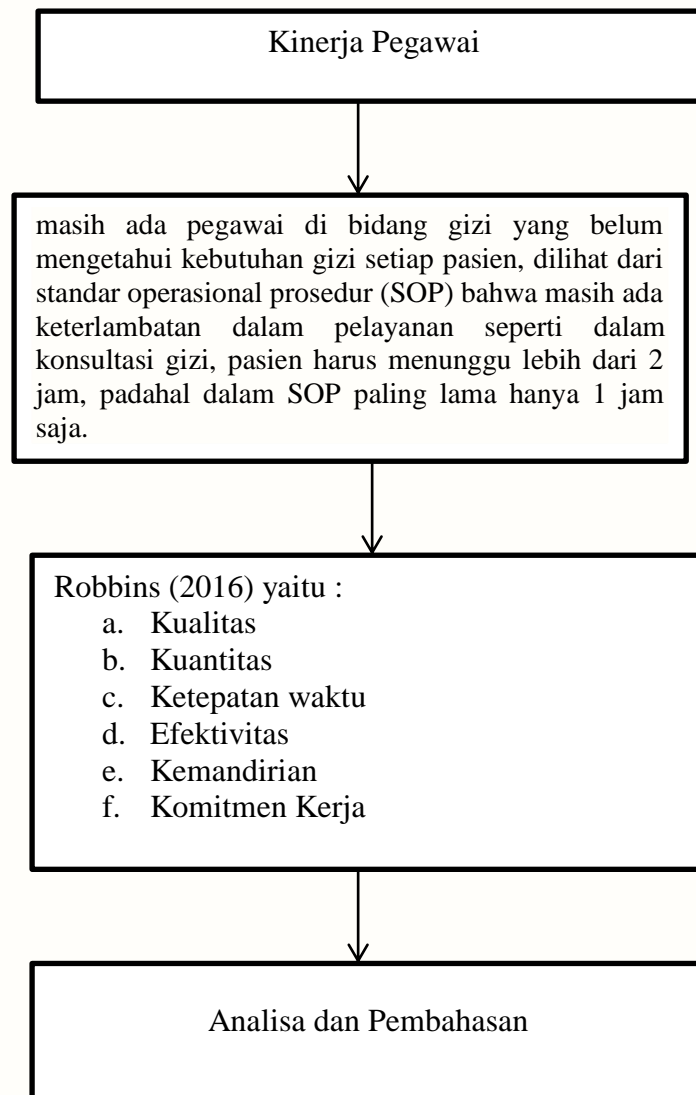 Kinerja Pegawai
masih ada pegawai di bidang gizi yang belum
mengetahui kebutuhan gizi setiap pasien, dilihat dari
standar operasional prosedur (SOP) bahwa masih ada
keterlambatan dalam pelayanan seperti dalam
konsultasi gizi, pasien harus menunggu lebih dari 2
jam, padahal dalam SOP paling lama hanya 1 jam
saja.
Robbins (2016) yaitu :
a. Kualitas
b. Kuantitas
c. Ketepatan waktu
d. Efektivitas
e. Kemandirian
f. Komitmen Kerja
Analisa dan Pembahasan